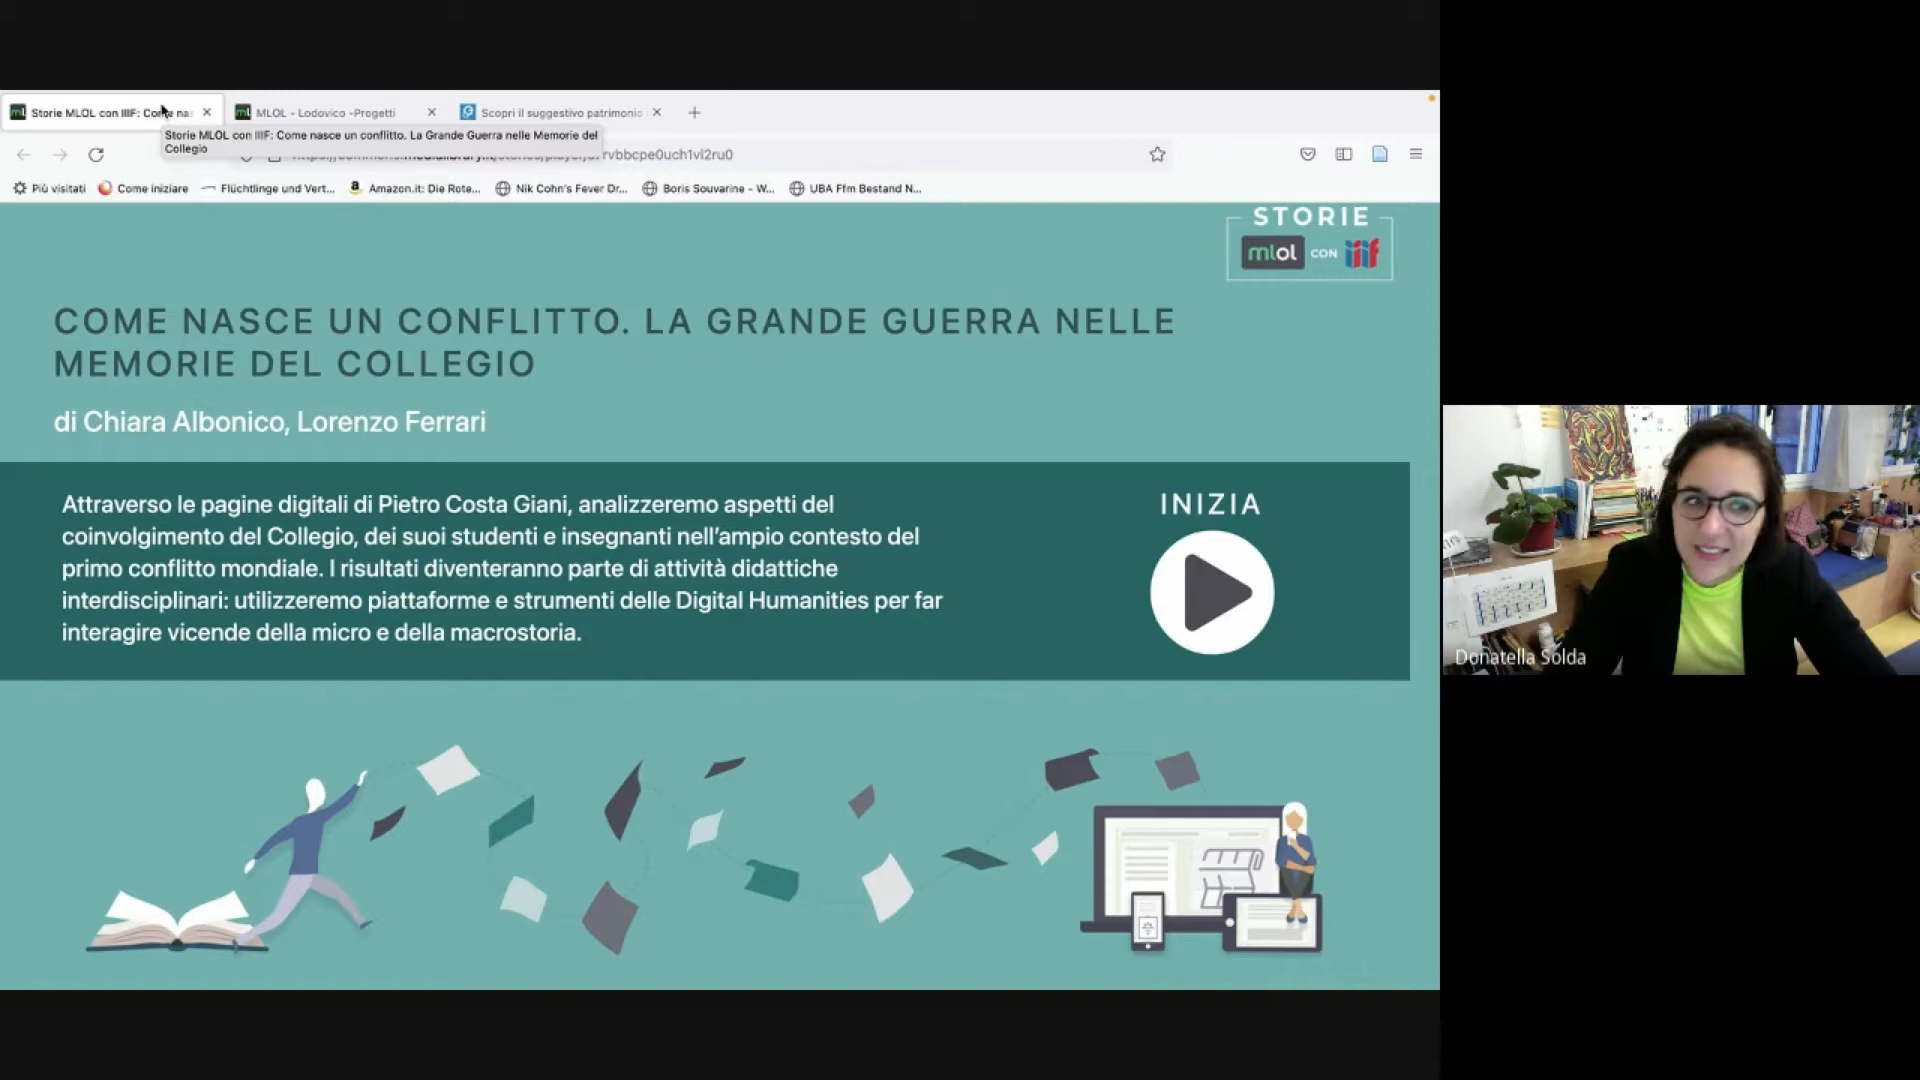 Storie MLOL con IIIF: Come nas
MLOL - Lodovico -Progetti
Scopri il suggestivo patrimonio
Storie MLOL con IIIF: Come nasce un conflitto. La Grande Guerra nelle Memorie del
Collegio
rvbbcpe0uch1vi2ru0
Più visitati
Come iniziare
Flüchtlinge und Vert...
Amazon.it: Die Rote...
Nik Cohn's Fever Dr...
Boris Souvarine - W...
UBA Ffm Bestand N...
STORIE
mlol CON iiif
COME NASCE UN CONFLITTO. LA GRANDE GUERRA NELLE
MEMORIE DEL COLLEGIO
di Chiara Albonico, Lorenzo Ferrari
Attraverso le pagine digitali di Pietro Costa Giani, analizzeremo aspetti del
coinvolgimento del Collegio, dei suoi studenti e insegnanti nell'ampio contesto del
primo conflitto mondiale. I risultati diventeranno parte di attività didattiche
interdisciplinari: utilizzeremo piattaforme e strumenti delle Digital Humanities per far
interagire vicende della micro e della macrostoria.
INIZIA
Donatella Solda